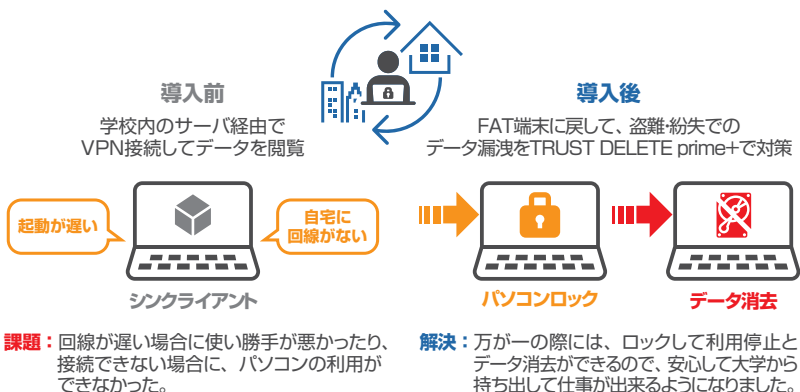 導入前
学校内のサーバ経由で
VPN接続してデータを閲覧
起動が遅い
自宅に
回線がない
シンクライアント
課題：回線が遅い場合に使い勝手が悪かったり、
接続できない場合に、パソコンの利用が
できなかった。
導入後
FAT端末に戻して、盗難・紛失での
データ漏洩をTRUST DELETE prime+で対策
パソコンロック
データ消去
解決：万が一の際には、ロックして利用停止と
データ消去ができるので、安心して大学から
持ち出して仕事が出来るようになりました。